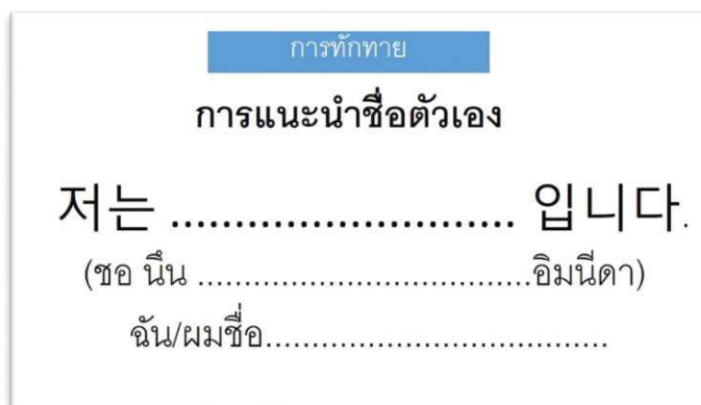 การทักทาย
การแนะนำชื่อตัวเอง
저는 ........................... 입니다.
(ชอ นึน ....................................อิมนีดา)
ฉัน/ผมชื่อ.....................................